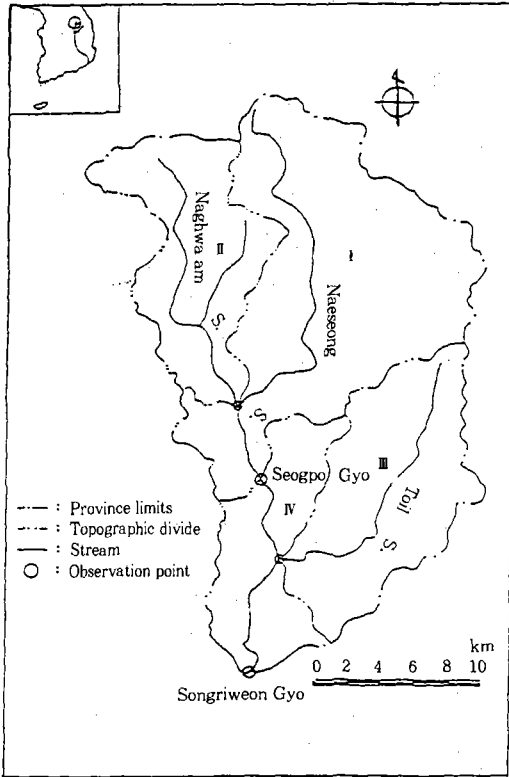 Naghwa am
S.
II
I
Naeseong
S.
III
Toil
S.
Seogpo Gyo
IV
—·— : Province limits
—··— : Topographic divide
—— : Stream
○ : Observation point
km
0 2 4 6 8 10
Songriweon Gyo